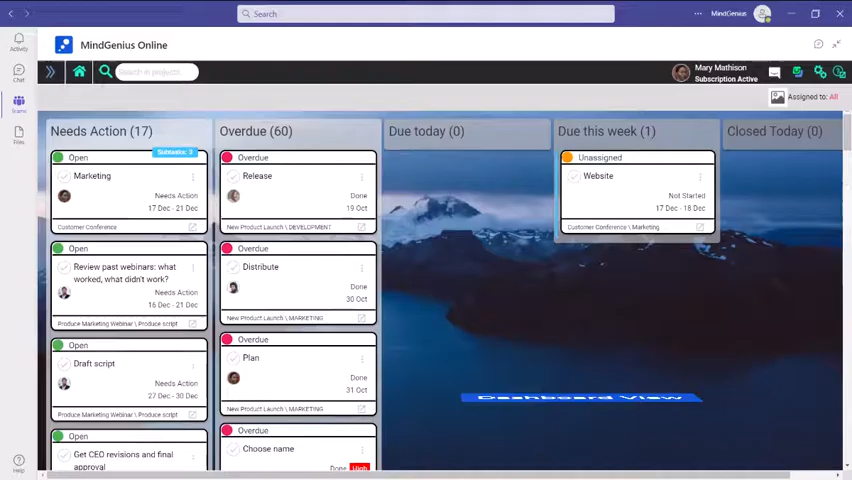 Search
MindGenius
Activity
Chat
Teams
Files
Help
MindGenius Online
Search in projects...
Mary Mathison
Subscription Active
Assigned to: All
Needs Action (17)
Subtasks: 3
Open
Marketing
Needs Action
17 Dec - 21 Dec
Customer Conference
Open
Review past webinars: what
worked, what didn't work?
Needs Action
16 Dec - 21 Dec
Produce Marketing Webinar \ Produce script
Open
Draft script
Needs Action
27 Dec - 30 Dec
Produce Marketing Webinar \ Produce script
Open
Get CEO revisions and final
approval
Overdue (60)
Overdue
Release
Done
19 Oct
New Product Launch \ DEVELOPMENT
Overdue
Distribute
Done
30 Oct
New Product Launch \ MARKETING
Overdue
Plan
Done
31 Oct
New Product Launch \ MARKETING
Overdue
Choose name
Done High
Due today (0)
Due this week (1)
Unassigned
Website
Not Started
17 Dec - 18 Dec
Customer Conference \ Marketing
Closed Today (0)
Dashboard View